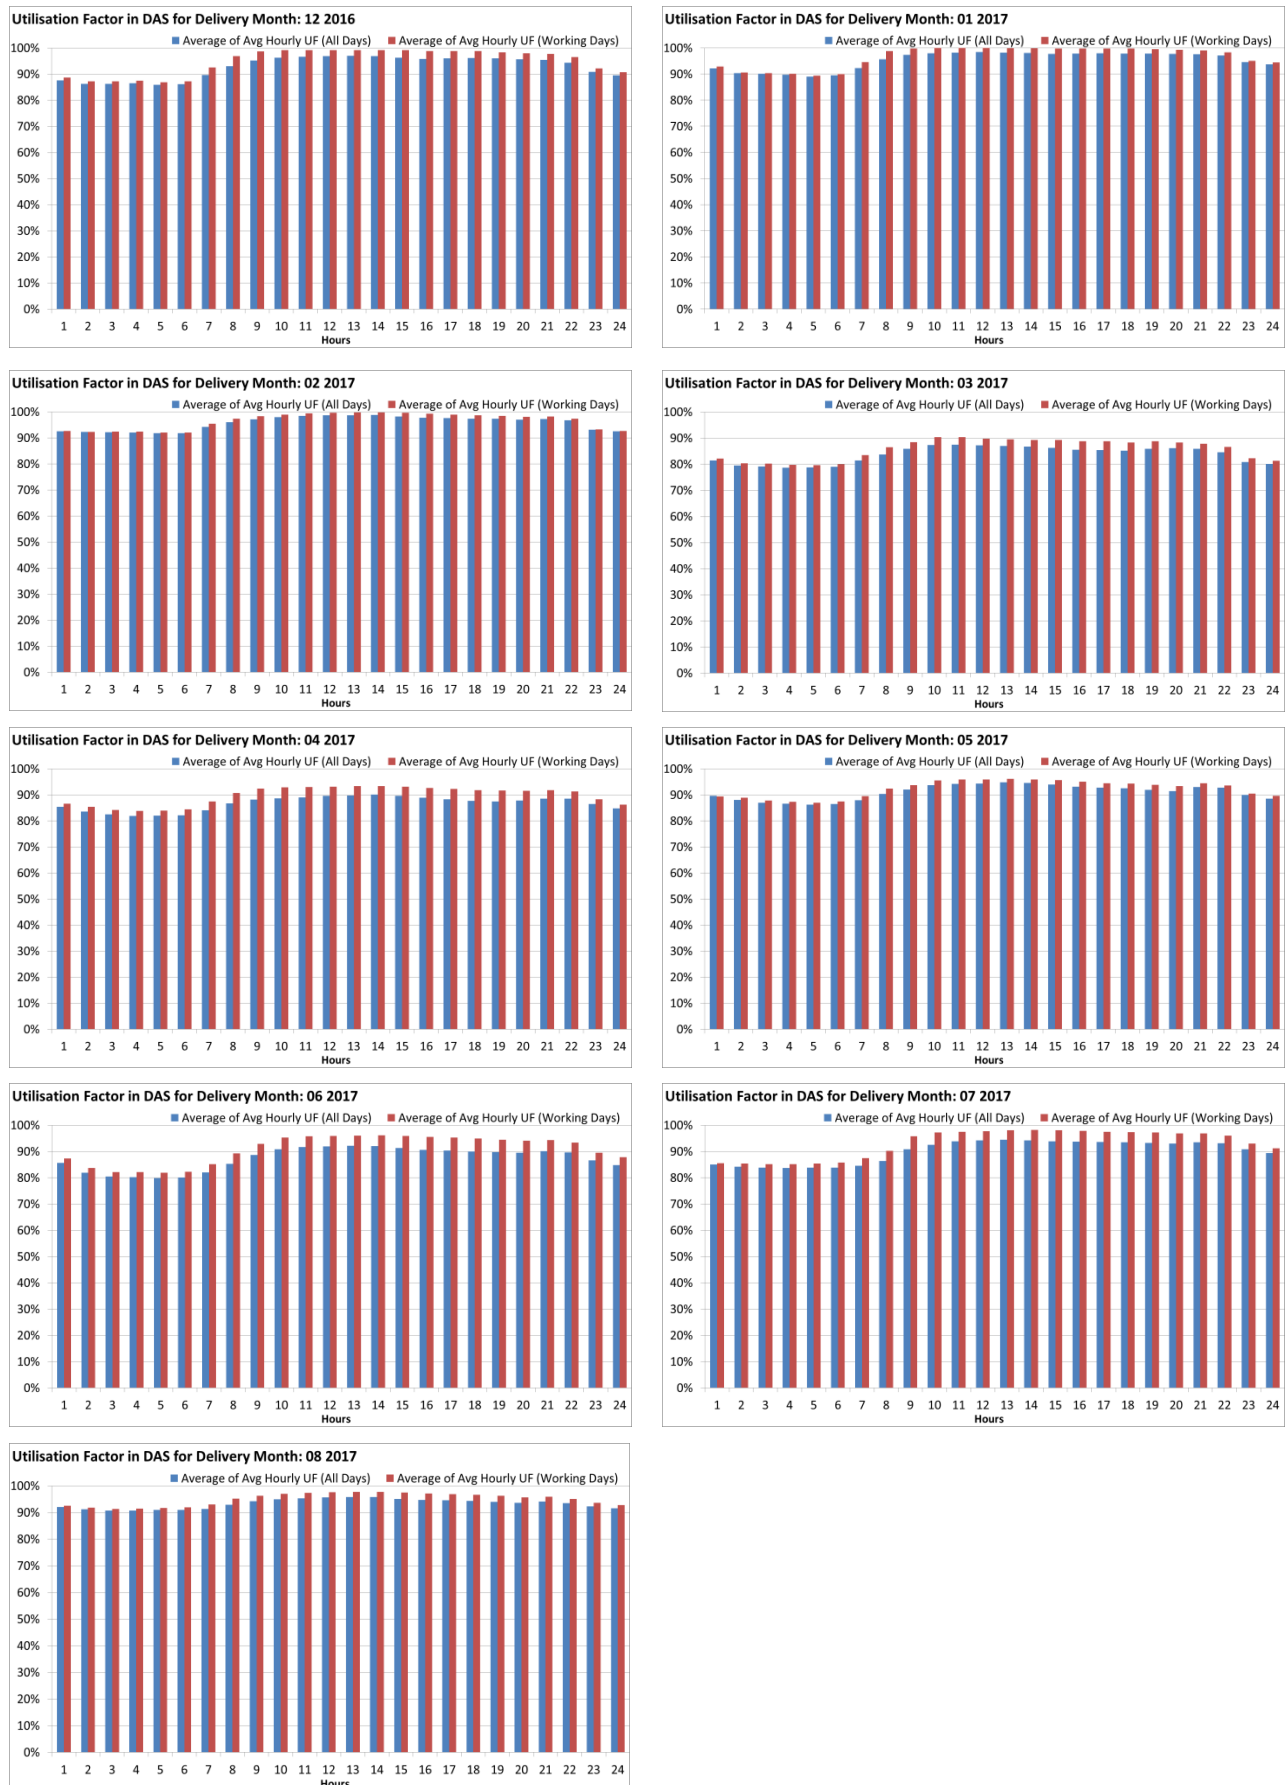 Utilisation Factor in DAS for Delivery Month: 12 2016
Average of Avg Hourly UF (All Days) Average of Avg Hourly UF (Working Days)
100%
90%
80%
70%
60%
50%
40%
30%
20%
10%
0%
1 2 3 4 5 6 7 8 9 10 11 12 13 14 15 16 17 18 19 20 21 22 23 24
Hours
Utilisation Factor in DAS for Delivery Month: 01 2017
Average of Avg Hourly UF (All Days) Average of Avg Hourly UF (Working Days)
100%
90%
80%
70%
60%
50%
40%
30%
20%
10%
0%
1 2 3 4 5 6 7 8 9 10 11 12 13 14 15 16 17 18 19 20 21 22 23 24
Hours
Utilisation Factor in DAS for Delivery Month: 02 2017
Average of Avg Hourly UF (All Days) Average of Avg Hourly UF (Working Days)
100%
90%
80%
70%
60%
50%
40%
30%
20%
10%
0%
1 2 3 4 5 6 7 8 9 10 11 12 13 14 15 16 17 18 19 20 21 22 23 24
Hours
Utilisation Factor in DAS for Delivery Month: 03 2017
Average of Avg Hourly UF (All Days) Average of Avg Hourly UF (Working Days)
100%
90%
80%
70%
60%
50%
40%
30%
20%
10%
0%
1 2 3 4 5 6 7 8 9 10 11 12 13 14 15 16 17 18 19 20 21 22 23 24
Hours
Utilisation Factor in DAS for Delivery Month: 04 2017
Average of Avg Hourly UF (All Days) Average of Avg Hourly UF (Working Days)
100%
90%
80%
70%
60%
50%
40%
30%
20%
10%
0%
1 2 3 4 5 6 7 8 9 10 11 12 13 14 15 16 17 18 19 20 21 22 23 24
Hours
Utilisation Factor in DAS for Delivery Month: 05 2017
Average of Avg Hourly UF (All Days) Average of Avg Hourly UF (Working Days)
100%
90%
80%
70%
60%
50%
40%
30%
20%
10%
0%
1 2 3 4 5 6 7 8 9 10 11 12 13 14 15 16 17 18 19 20 21 22 23 24
Hours
Utilisation Factor in DAS for Delivery Month: 06 2017
Average of Avg Hourly UF (All Days) Average of Avg Hourly UF (Working Days)
100%
90%
80%
70%
60%
50%
40%
30%
20%
10%
0%
1 2 3 4 5 6 7 8 9 10 11 12 13 14 15 16 17 18 19 20 21 22 23 24
Hours
Utilisation Factor in DAS for Delivery Month: 07 2017
Average of Avg Hourly UF (All Days) Average of Avg Hourly UF (Working Days)
100%
90%
80%
70%
60%
50%
40%
30%
20%
10%
0%
1 2 3 4 5 6 7 8 9 10 11 12 13 14 15 16 17 18 19 20 21 22 23 24
Hours
Utilisation Factor in DAS for Delivery Month: 08 2017
Average of Avg Hourly UF (All Days) Average of Avg Hourly UF (Working Days)
100%
90%
80%
70%
60%
50%
40%
30%
20%
10%
0%
1 2 3 4 5 6 7 8 9 10 11 12 13 14 15 16 17 18 19 20 21 22 23 24
Hours